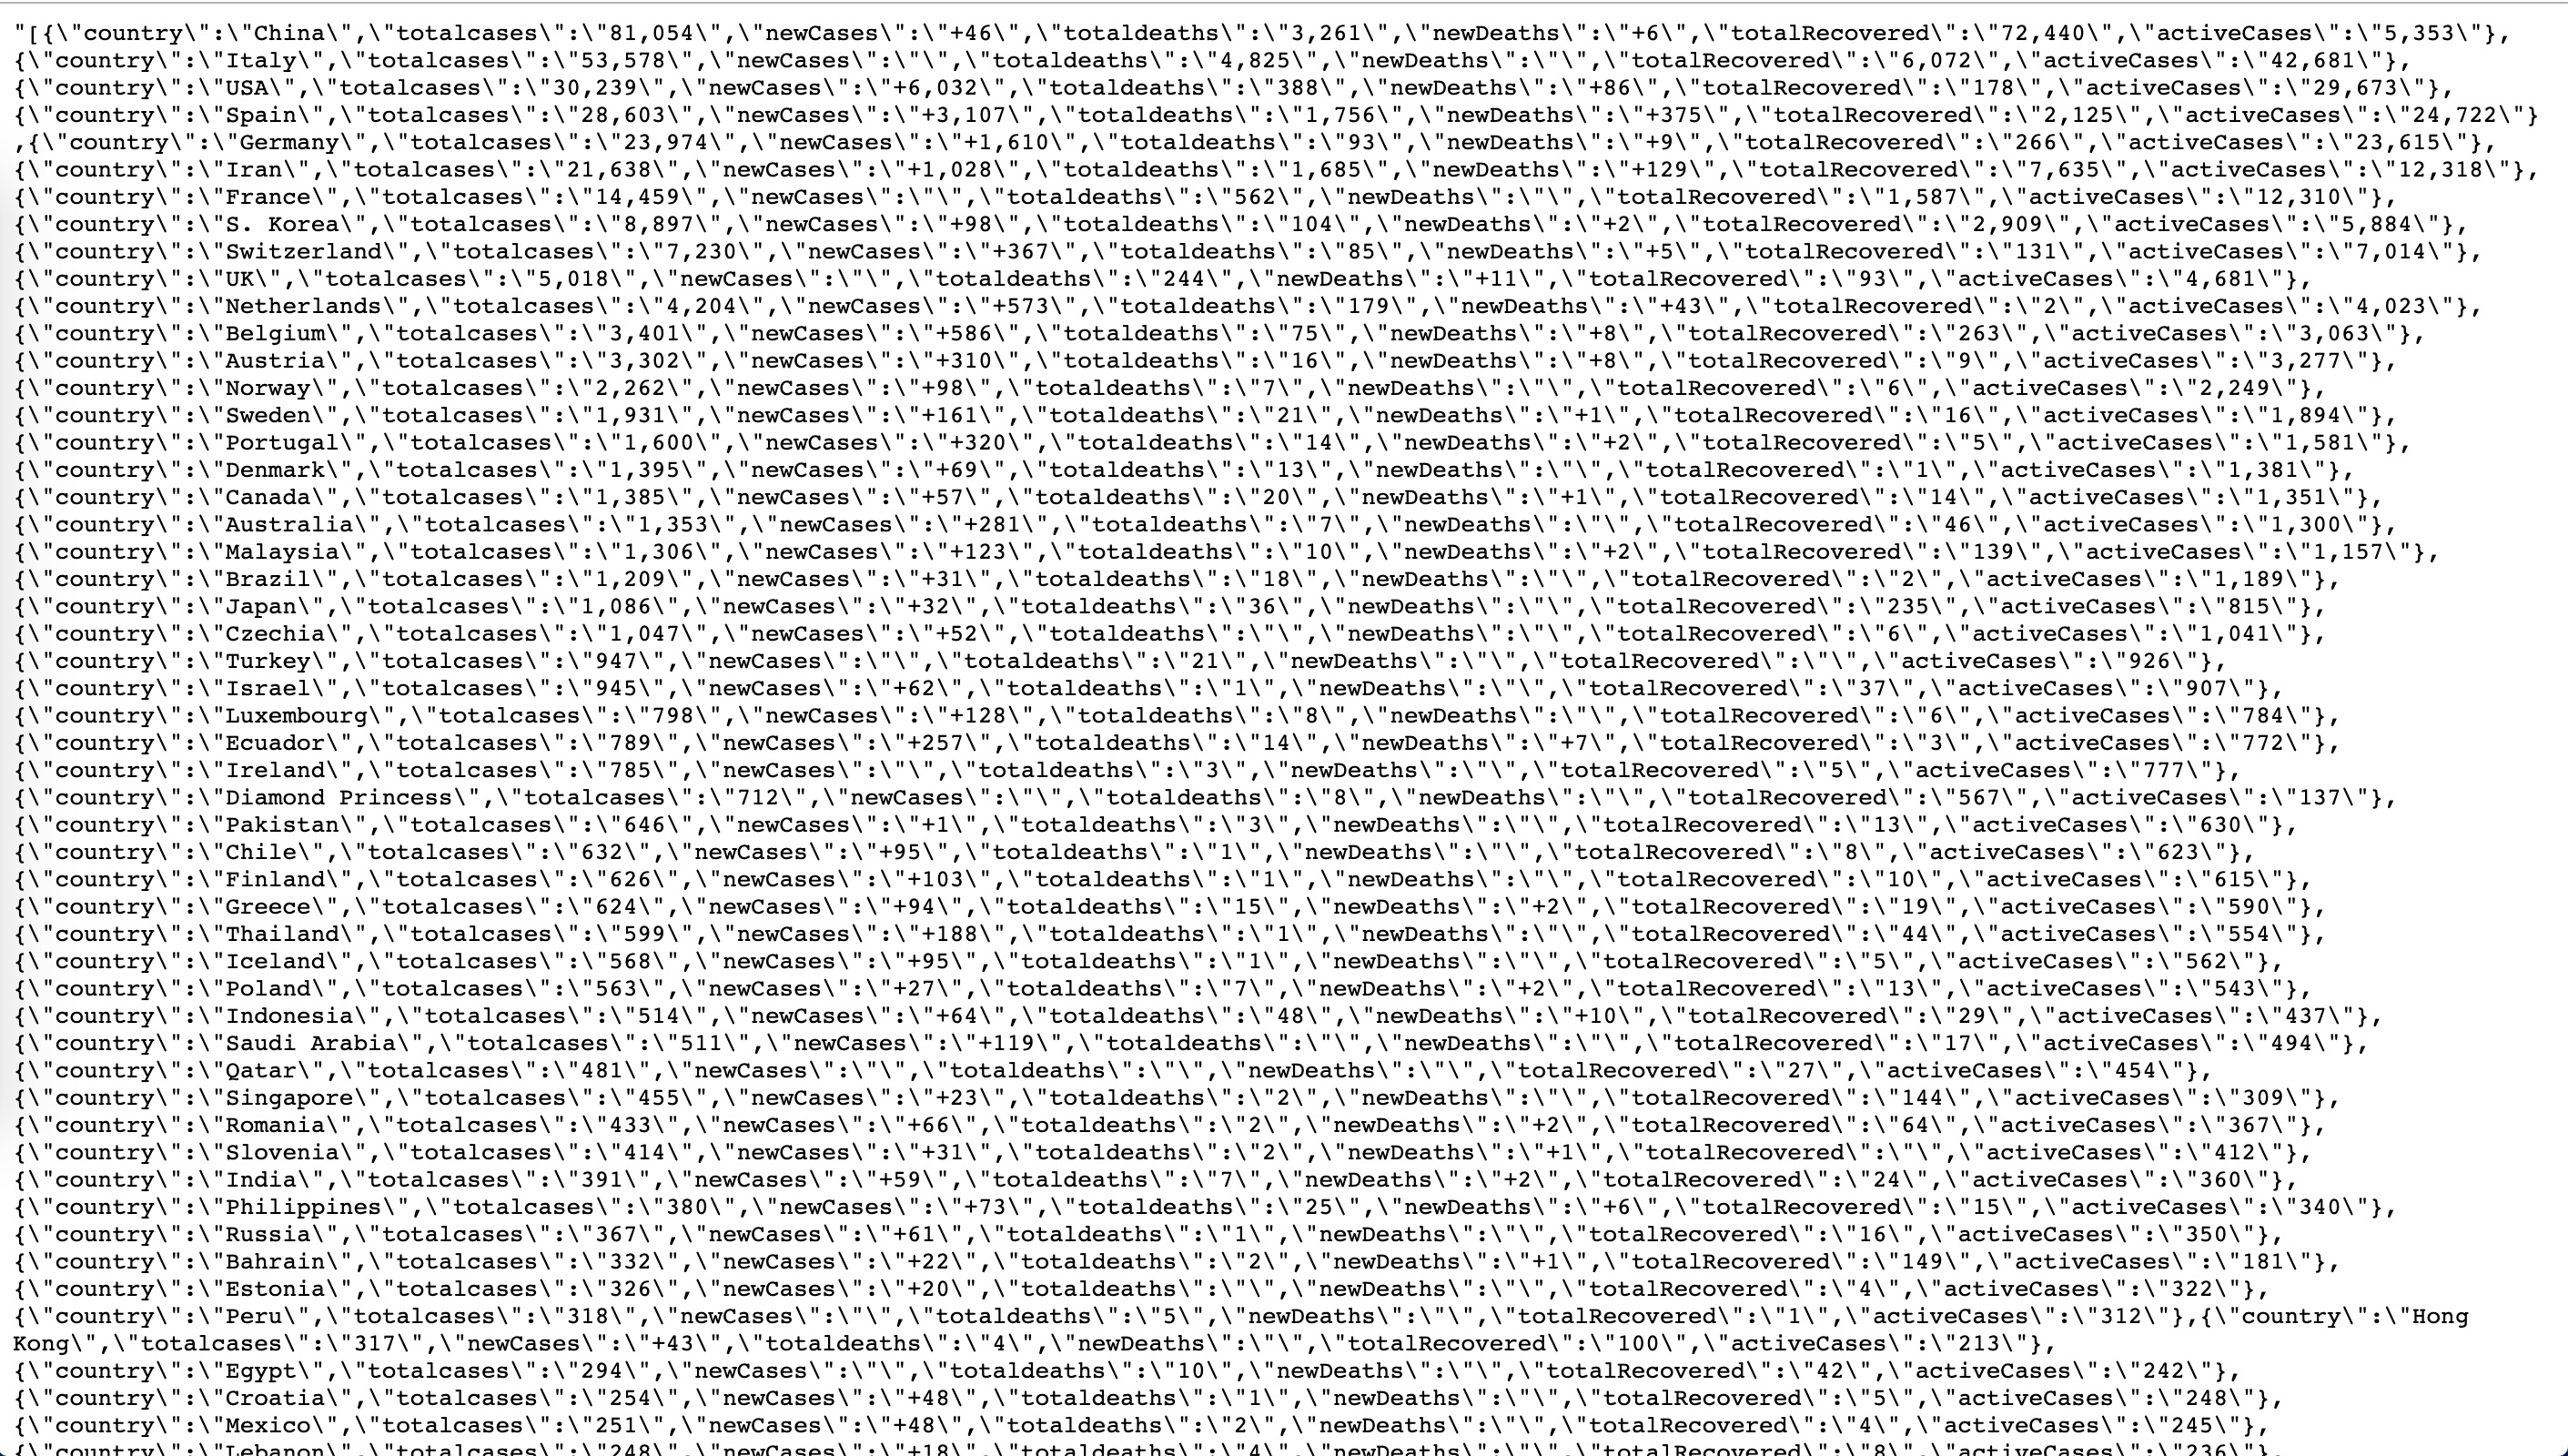 "[{\"country\":\"China\",\"totalcases\":\"81,054\",\"newCases\":\"+46\",\"totaldeaths\":\"3,261\",\"newDeaths\":\"+6\",\"totalRecovered\":\"72,440\",\"activeCases\":\"5,353\"},
{\"country\":\"Italy\",\"totalcases\":\"53,578\",\"newCases\":\"\",\"totaldeaths\":\"4,825\",\"newDeaths\":\"\",\"totalRecovered\":\"6,072\",\"activeCases\":\"42,681\"},
{\"country\":\"USA\",\"totalcases\":\"30,239\",\"newCases\":\"+6,032\",\"totaldeaths\":\"388\",\"newDeaths\":\"+86\",\"totalRecovered\":\"178\",\"activeCases\":\"29,673\"},
{\"country\":\"Spain\",\"totalcases\":\"28,603\",\"newCases\":\"+3,107\",\"totaldeaths\":\"1,756\",\"newDeaths\":\"+375\",\"totalRecovered\":\"2,125\",\"activeCases\":\"24,722\"}
,{\"country\":\"Germany\",\"totalcases\":\"23,974\",\"newCases\":\"+1,610\",\"totaldeaths\":\"93\",\"newDeaths\":\"+9\",\"totalRecovered\":\"266\",\"activeCases\":\"23,615\"},
{\"country\":\"Iran\",\"totalcases\":\"21,638\",\"newCases\":\"+1,028\",\"totaldeaths\":\"1,685\",\"newDeaths\":\"+129\",\"totalRecovered\":\"7,635\",\"activeCases\":\"12,318\"},
{\"country\":\"France\",\"totalcases\":\"14,459\",\"newCases\":\"\",\"totaldeaths\":\"562\",\"newDeaths\":\"\",\"totalRecovered\":\"1,587\",\"activeCases\":\"12,310\"},
{\"country\":\"S. Korea\",\"totalcases\":\"8,897\",\"newCases\":\"+98\",\"totaldeaths\":\"104\",\"newDeaths\":\"+2\",\"totalRecovered\":\"2,909\",\"activeCases\":\"5,884\"},
{\"country\":\"Switzerland\",\"totalcases\":\"7,230\",\"newCases\":\"+367\",\"totaldeaths\":\"85\",\"newDeaths\":\"+5\",\"totalRecovered\":\"131\",\"activeCases\":\"7,014\"},
{\"country\":\"UK\",\"totalcases\":\"5,018\",\"newCases\":\"\",\"totaldeaths\":\"244\",\"newDeaths\":\"+11\",\"totalRecovered\":\"93\",\"activeCases\":\"4,681\"},
{\"country\":\"Netherlands\",\"totalcases\":\"4,204\",\"newCases\":\"+573\",\"totaldeaths\":\"179\",\"newDeaths\":\"+43\",\"totalRecovered\":\"2\",\"activeCases\":\"4,023\"},
{\"country\":\"Belgium\",\"totalcases\":\"3,401\",\"newCases\":\"+586\",\"totaldeaths\":\"75\",\"newDeaths\":\"+8\",\"totalRecovered\":\"263\",\"activeCases\":\"3,063\"},
{\"country\":\"Austria\",\"totalcases\":\"3,302\",\"newCases\":\"+310\",\"totaldeaths\":\"16\",\"newDeaths\":\"+8\",\"totalRecovered\":\"9\",\"activeCases\":\"3,277\"},
{\"country\":\"Norway\",\"totalcases\":\"2,262\",\"newCases\":\"+98\",\"totaldeaths\":\"7\",\"newDeaths\":\"\",\"totalRecovered\":\"6\",\"activeCases\":\"2,249\"},
{\"country\":\"Sweden\",\"totalcases\":\"1,931\",\"newCases\":\"+161\",\"totaldeaths\":\"21\",\"newDeaths\":\"+1\",\"totalRecovered\":\"16\",\"activeCases\":\"1,894\"},
{\"country\":\"Portugal\",\"totalcases\":\"1,600\",\"newCases\":\"+320\",\"totaldeaths\":\"14\",\"newDeaths\":\"+2\",\"totalRecovered\":\"5\",\"activeCases\":\"1,581\"},
{\"country\":\"Denmark\",\"totalcases\":\"1,395\",\"newCases\":\"+69\",\"totaldeaths\":\"13\",\"newDeaths\":\"\",\"totalRecovered\":\"1\",\"activeCases\":\"1,381\"},
{\"country\":\"Canada\",\"totalcases\":\"1,385\",\"newCases\":\"+57\",\"totaldeaths\":\"20\",\"newDeaths\":\"+1\",\"totalRecovered\":\"14\",\"activeCases\":\"1,351\"},
{\"country\":\"Australia\",\"totalcases\":\"1,353\",\"newCases\":\"+281\",\"totaldeaths\":\"7\",\"newDeaths\":\"\",\"totalRecovered\":\"46\",\"activeCases\":\"1,300\"},
{\"country\":\"Malaysia\",\"totalcases\":\"1,306\",\"newCases\":\"+123\",\"totaldeaths\":\"10\",\"newDeaths\":\"+2\",\"totalRecovered\":\"139\",\"activeCases\":\"1,157\"},
{\"country\":\"Brazil\",\"totalcases\":\"1,209\",\"newCases\":\"+31\",\"totaldeaths\":\"18\",\"newDeaths\":\"\",\"totalRecovered\":\"2\",\"activeCases\":\"1,189\"},
{\"country\":\"Japan\",\"totalcases\":\"1,086\",\"newCases\":\"+32\",\"totaldeaths\":\"36\",\"newDeaths\":\"\",\"totalRecovered\":\"235\",\"activeCases\":\"815\"},
{\"country\":\"Czechia\",\"totalcases\":\"1,047\",\"newCases\":\"+52\",\"totaldeaths\":\"\",\"newDeaths\":\"\",\"totalRecovered\":\"6\",\"activeCases\":\"1,041\"},
{\"country\":\"Turkey\",\"totalcases\":\"947\",\"newCases\":\"\",\"totaldeaths\":\"21\",\"newDeaths\":\"\",\"totalRecovered\":\"\",\"activeCases\":\"926\"},
{\"country\":\"Israel\",\"totalcases\":\"945\",\"newCases\":\"+62\",\"totaldeaths\":\"1\",\"newDeaths\":\"\",\"totalRecovered\":\"37\",\"activeCases\":\"907\"},
{\"country\":\"Luxembourg\",\"totalcases\":\"798\",\"newCases\":\"+128\",\"totaldeaths\":\"8\",\"newDeaths\":\"\",\"totalRecovered\":\"6\",\"activeCases\":\"784\"},
{\"country\":\"Ecuador\",\"totalcases\":\"789\",\"newCases\":\"+257\",\"totaldeaths\":\"14\",\"newDeaths\":\"+7\",\"totalRecovered\":\"3\",\"activeCases\":\"772\"},
{\"country\":\"Ireland\",\"totalcases\":\"785\",\"newCases\":\"\",\"totaldeaths\":\"3\",\"newDeaths\":\"\",\"totalRecovered\":\"5\",\"activeCases\":\"777\"},
{\"country\":\"Diamond Princess\",\"totalcases\":\"712\",\"newCases\":\"\",\"totaldeaths\":\"8\",\"newDeaths\":\"\",\"totalRecovered\":\"567\",\"activeCases\":\"137\"},
{\"country\":\"Pakistan\",\"totalcases\":\"646\",\"newCases\":\"+1\",\"totaldeaths\":\"3\",\"newDeaths\":\"\",\"totalRecovered\":\"13\",\"activeCases\":\"630\"},
{\"country\":\"Chile\",\"totalcases\":\"632\",\"newCases\":\"+95\",\"totaldeaths\":\"1\",\"newDeaths\":\"\",\"totalRecovered\":\"8\",\"activeCases\":\"623\"},
{\"country\":\"Finland\",\"totalcases\":\"626\",\"newCases\":\"+103\",\"totaldeaths\":\"1\",\"newDeaths\":\"\",\"totalRecovered\":\"10\",\"activeCases\":\"615\"},
{\"country\":\"Greece\",\"totalcases\":\"624\",\"newCases\":\"+94\",\"totaldeaths\":\"15\",\"newDeaths\":\"+2\",\"totalRecovered\":\"19\",\"activeCases\":\"590\"},
{\"country\":\"Thailand\",\"totalcases\":\"599\",\"newCases\":\"+188\",\"totaldeaths\":\"1\",\"newDeaths\":\"\",\"totalRecovered\":\"44\",\"activeCases\":\"554\"},
{\"country\":\"Iceland\",\"totalcases\":\"568\",\"newCases\":\"+95\",\"totaldeaths\":\"1\",\"newDeaths\":\"\",\"totalRecovered\":\"5\",\"activeCases\":\"562\"},
{\"country\":\"Poland\",\"totalcases\":\"563\",\"newCases\":\"+27\",\"totaldeaths\":\"7\",\"newDeaths\":\"+2\",\"totalRecovered\":\"13\",\"activeCases\":\"543\"},
{\"country\":\"Indonesia\",\"totalcases\":\"514\",\"newCases\":\"+64\",\"totaldeaths\":\"48\",\"newDeaths\":\"+10\",\"totalRecovered\":\"29\",\"activeCases\":\"437\"},
{\"country\":\"Saudi Arabia\",\"totalcases\":\"511\",\"newCases\":\"+119\",\"totaldeaths\":\"\",\"newDeaths\":\"\",\"totalRecovered\":\"17\",\"activeCases\":\"494\"},
{\"country\":\"Qatar\",\"totalcases\":\"481\",\"newCases\":\"\",\"totaldeaths\":\"\",\"newDeaths\":\"\",\"totalRecovered\":\"27\",\"activeCases\":\"454\"},
{\"country\":\"Singapore\",\"totalcases\":\"455\",\"newCases\":\"+23\",\"totaldeaths\":\"2\",\"newDeaths\":\"\",\"totalRecovered\":\"144\",\"activeCases\":\"309\"},
{\"country\":\"Romania\",\"totalcases\":\"433\",\"newCases\":\"+66\",\"totaldeaths\":\"2\",\"newDeaths\":\"+2\",\"totalRecovered\":\"64\",\"activeCases\":\"367\"},
{\"country\":\"Slovenia\",\"totalcases\":\"414\",\"newCases\":\"+31\",\"totaldeaths\":\"2\",\"newDeaths\":\"+1\",\"totalRecovered\":\"\",\"activeCases\":\"412\"},
{\"country\":\"India\",\"totalcases\":\"391\",\"newCases\":\"+59\",\"totaldeaths\":\"7\",\"newDeaths\":\"+2\",\"totalRecovered\":\"24\",\"activeCases\":\"360\"},
{\"country\":\"Philippines\",\"totalcases\":\"380\",\"newCases\":\"+73\",\"totaldeaths\":\"25\",\"newDeaths\":\"+6\",\"totalRecovered\":\"15\",\"activeCases\":\"340\"},
{\"country\":\"Russia\",\"totalcases\":\"367\",\"newCases\":\"+61\",\"totaldeaths\":\"1\",\"newDeaths\":\"\",\"totalRecovered\":\"16\",\"activeCases\":\"350\"},
{\"country\":\"Bahrain\",\"totalcases\":\"332\",\"newCases\":\"+22\",\"totaldeaths\":\"2\",\"newDeaths\":\"+1\",\"totalRecovered\":\"149\",\"activeCases\":\"181\"},
{\"country\":\"Estonia\",\"totalcases\":\"326\",\"newCases\":\"+20\",\"totaldeaths\":\"\",\"newDeaths\":\"\",\"totalRecovered\":\"4\",\"activeCases\":\"322\"},
{\"country\":\"Peru\",\"totalcases\":\"318\",\"newCases\":\"\",\"totaldeaths\":\"5\",\"newDeaths\":\"\",\"totalRecovered\":\"1\",\"activeCases\":\"312\"},{\"country\":\"Hong
Kong\",\"totalcases\":\"317\",\"newCases\":\"+43\",\"totaldeaths\":\"4\",\"newDeaths\":\"\",\"totalRecovered\":\"100\",\"activeCases\":\"213\"},
{\"country\":\"Egypt\",\"totalcases\":\"294\",\"newCases\":\"\",\"totaldeaths\":\"10\",\"newDeaths\":\"\",\"totalRecovered\":\"42\",\"activeCases\":\"242\"},
{\"country\":\"Croatia\",\"totalcases\":\"254\",\"newCases\":\"+48\",\"totaldeaths\":\"1\",\"newDeaths\":\"\",\"totalRecovered\":\"5\",\"activeCases\":\"248\"},
{\"country\":\"Mexico\",\"totalcases\":\"251\",\"newCases\":\"+48\",\"totaldeaths\":\"2\",\"newDeaths\":\"\",\"totalRecovered\":\"4\",\"activeCases\":\"245\"},
{\"country\":\"Lebanon\",\"totalcases\":\"248\",\"newCases\":\"+18\",\"totaldeaths\":\"4\",\"newDeaths\":\"\",\"totalRecovered\":\"8\",\"activeCases\":\"236\"},